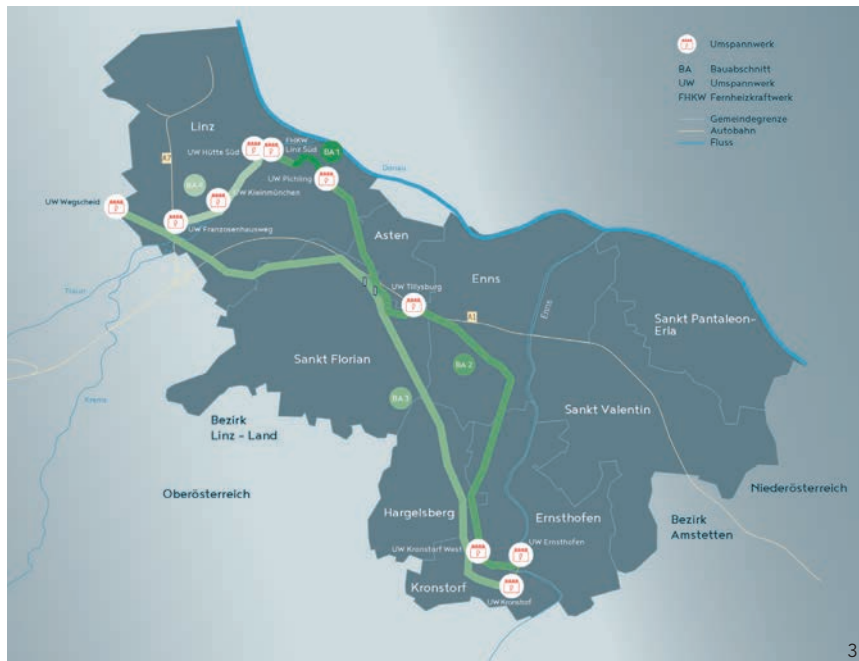 Umspannwerk
BA Bauabschnitt
UW Umspannwerk
FHKW Fernheizkraftwerk
Gemeindegrenze
Autobahn
Fluss
Linz
A7
UW Hütte Süd
FHKW
Linz Süd
BA 1
Donau
UW Pichling
BA 4
UW Kleinmünchen
UW Wegscheid
UW Franzosenhausweg
Asten
Enns
UW Tillysburg
Traun
Enns
A1
Sankt Pantaleon-
Erla
Sankt Florian
BA 2
BA 3
Krems
Sankt Valentin
Bezirk
Linz - Land
Oberösterreich
Niederösterreich
Hargelsberg
Ernsthofen
Bezirk
Amstetten
UW Kronstorf West
UW Ernsthofen
Kronstorf
UW Kronstorf
3